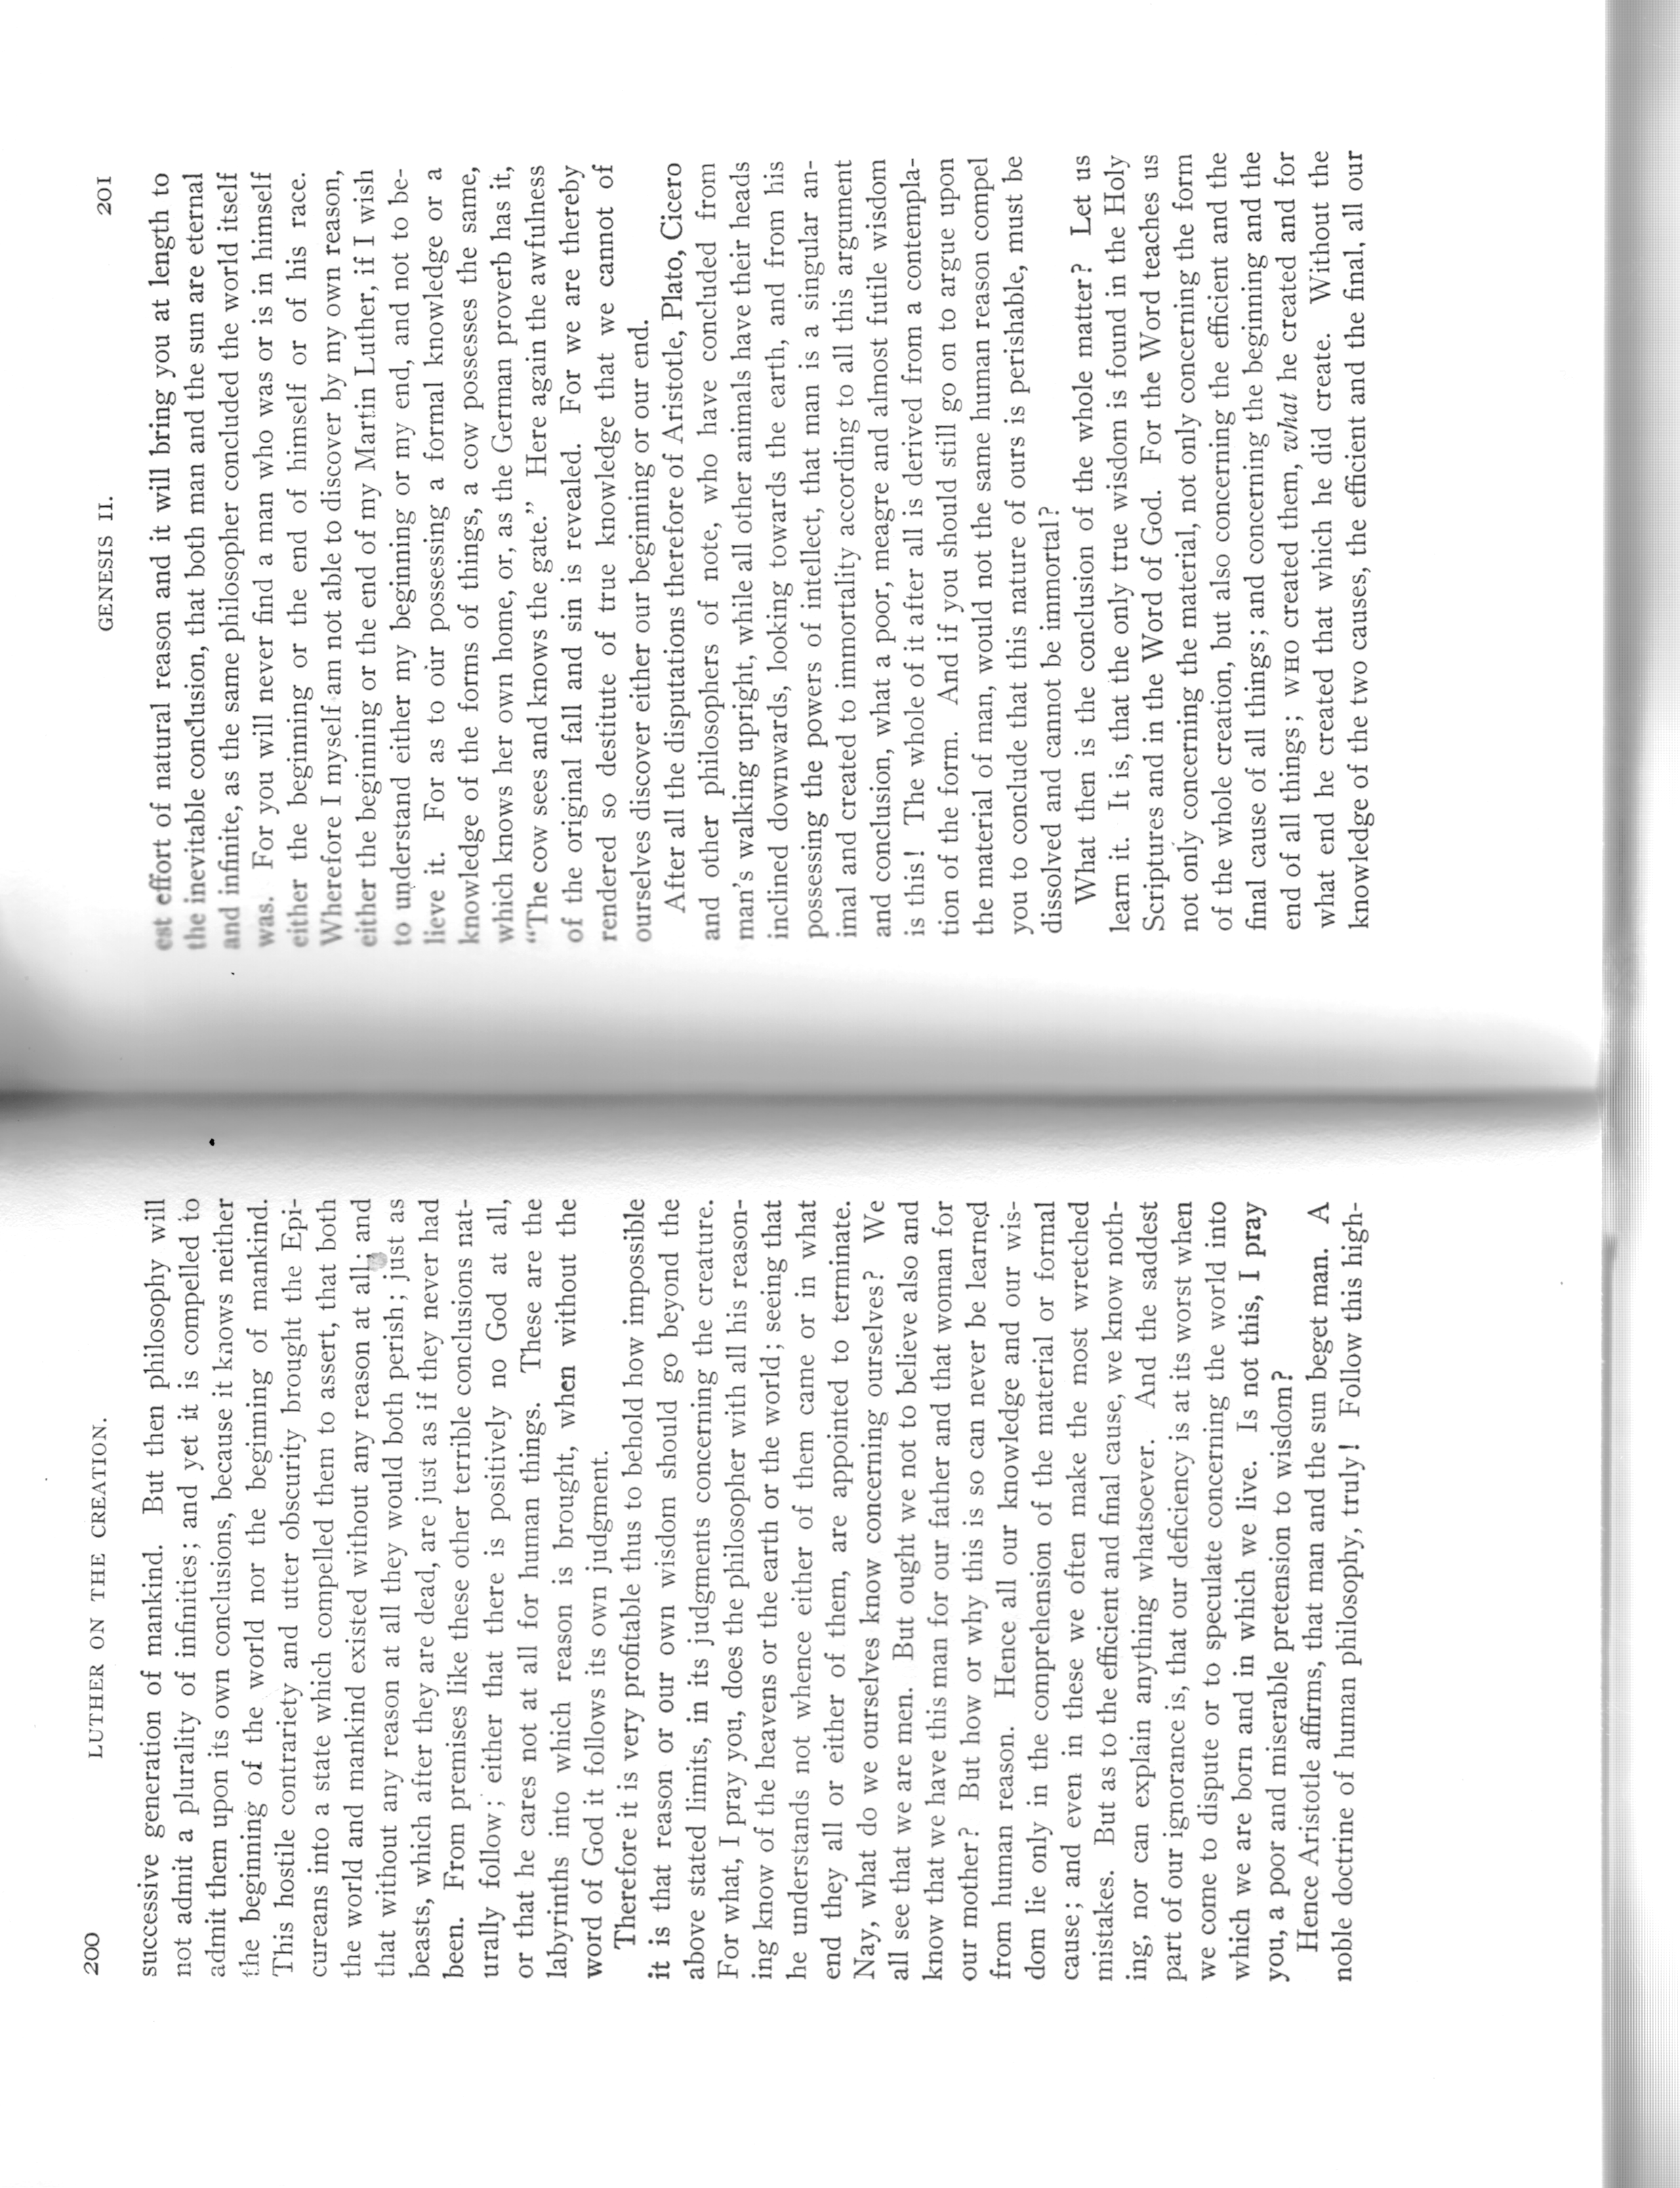 200 LUTHER ON THE CREATION.
successive generation of mankind. But then philosophy will
not admit a plurality of infinities; and yet it is compelled to
admit them upon its own conclusions, because it knows neither
the beginning of the world nor the beginning of mankind.
This hostile contrariety and utter obscurity brought the Epi-
cureans into a state which compelled them to assert, that both
the world and mankind existed without any reason at all; and
that without any reason at all they would both perish; just as
beasts, which after they are dead, are just as if they never had
been. From premises like these other terrible conclusions nat-
urally follow; either that there is positively no God at all,
or that he cares not at all for human things. These are the
labyrinths into which reason is brought, when without the
word of God it follows its own judgment.
Therefore it is very profitable thus to behold how impossible
it is that reason or our own wisdom should go beyond the
above stated limits, in its judgments concerning the creature.
For what, I pray you, does the philosopher with all his reason-
ing know of the heavens or the earth or the world; seeing that
he understands not whence either of them came or in what
end they all or either of them, are appointed to terminate.
Nay, what do we ourselves know concerning ourselves? We
all see that we are men. But ought we not to believe also and
know that we have this man for our father and that woman for
our mother? But how or why this is so can never be learned
from human reason. Hence all our knowledge and our wis-
dom lie only in the comprehension of the material or formal
cause; and even in these we often make the most wretched
mistakes. But as to the efficient and final cause, we know noth-
ing, nor can explain anything whatsoever. And the saddest
part of our ignorance is, that our deficiency is at its worst when
we come to dispute or to speculate concerning the world into
which we are born and in which we live. Is not this, I pray
you, a poor and miserable pretension to wisdom?
Hence Aristotle affirms, that man and the sun beget man. A
noble doctrine of human philosophy, truly! Follow this high-
GENESIS II. 201
est effort of natural reason and it will bring you at length to
the inevitable conclusion, that both man and the sun are eternal
and infinite, as the same philosopher concluded the world itself
was. For you will never find a man who was or is in himself
either the beginning or the end of himself or of his race.
Wherefore I myself am not able to discover by my own reason,
either the beginning or the end of my Martin Luther, if I wish
to understand either my beginning or my end, and not to be-
lieve it. For as to our possessing a formal knowledge or a
knowledge of the forms of things, a cow possesses the same,
which knows her own home, or, as the German proverb has it,
“The cow sees and knows the gate.” Here again the awfulness
of the original fall and sin is revealed. For we are thereby
rendered so destitute of true knowledge that we cannot of
ourselves discover either our beginning or our end.
After all the disputations therefore of Aristotle, Plato, Cicero
and other philosophers of note, who have concluded from
man’s walking upright, while all other animals have their heads
inclined downwards, looking towards the earth, and from his
possessing the powers of intellect, that man is a singular an-
imal and created to immortality according to all this argument
and conclusion, what a poor, meagre and almost futile wisdom
is this! The whole of it after all is derived from a contempla-
tion of the form. And if you should still go on to argue upon
the material of man, would not the same human reason compel
you to conclude that this nature of ours is perishable, must be
dissolved and cannot be immortal?
What then is the conclusion of the whole matter? Let us
learn it. It is, that the only true wisdom is found in the Holy
Scriptures and in the Word of God. For the Word teaches us
not only concerning the material, not only concerning the form
of the whole creation, but also concerning the efficient and the
final cause of all things; and concerning the beginning and the
end of all things; WHO created them, what he created and for
what end he created that which he did create. Without the
knowledge of the two causes, the efficient and the final, all our